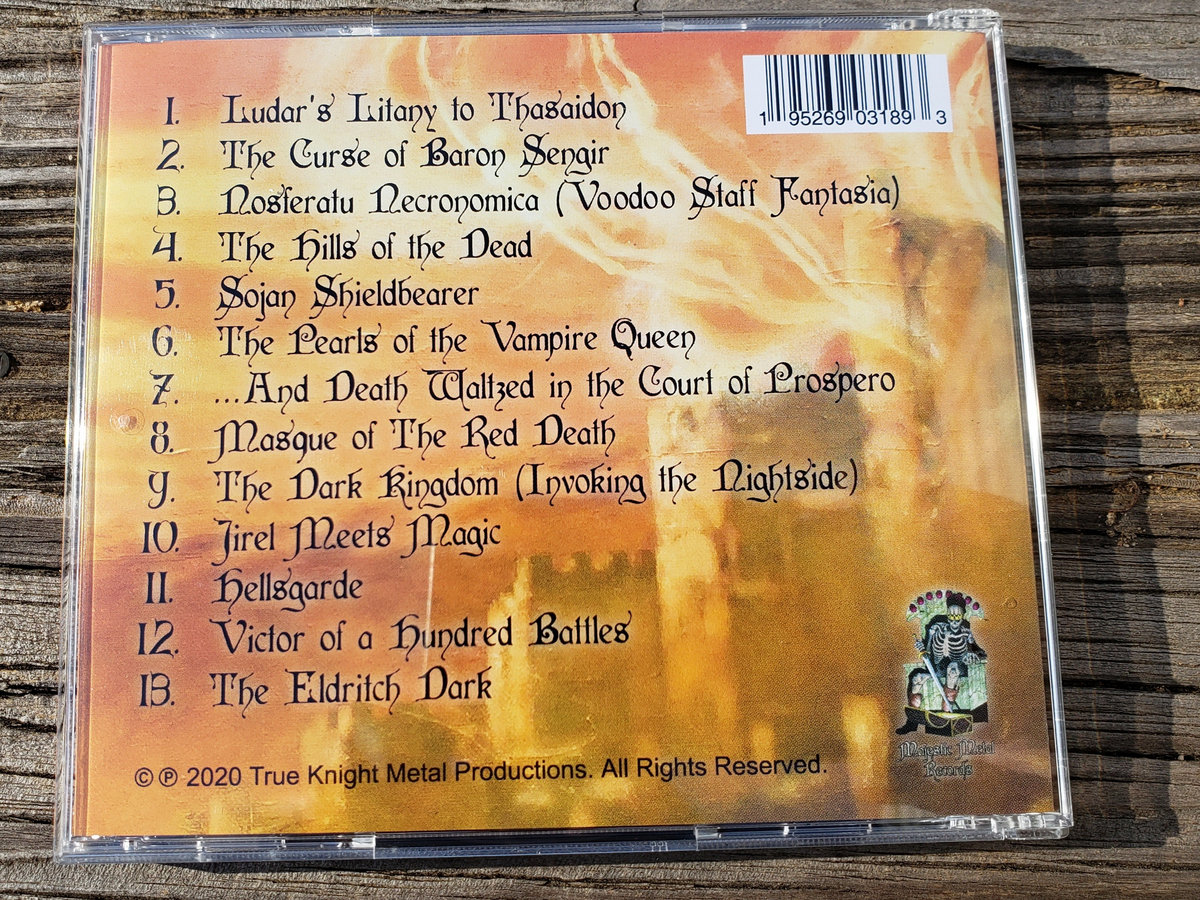 1. Ludar's Litany to Thasaidon
2. The Curse of Baron Sengir
3. Nosferatu Necronomica (Voodoo Staff Fantasia)
4. The Hills of the Dead
5. Sojan Shieldbearer
6. The Pearls of the Vampire Queen
7. ...And Death Waltzed in the Court of Prospero
8. Masque of The Red Death
9. The Dark Kingdom (Invoking the Nightside)
10. Jirel Meets Magic
11. Hellsgarde
12. Victor of a Hundred Battles
13. The Eldritch Dark
© ℗ 2020 True Knight Metal Productions. All Rights Reserved.
1 95269 03189 3
Majestic Metal
Records